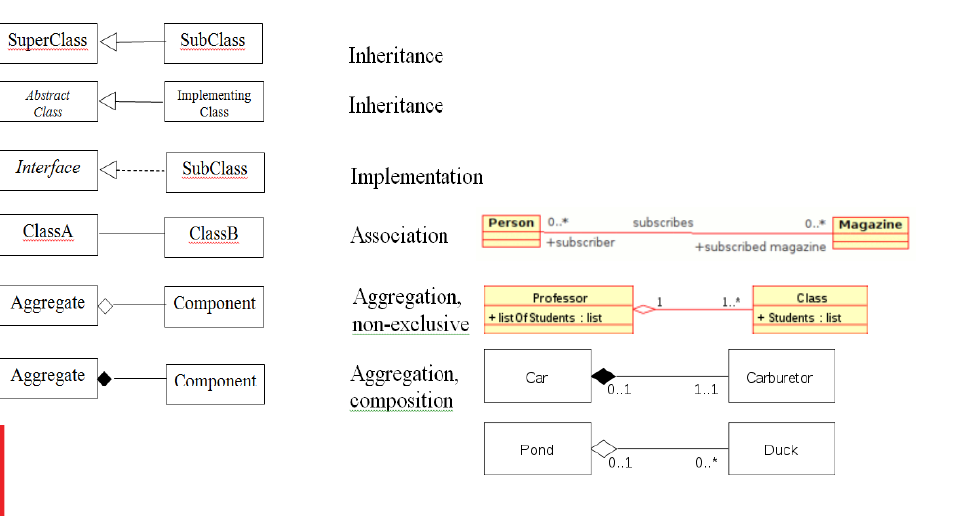 SuperClass
SubClass
Inheritance
Abstract
Class
Implementing
Class
Inheritance
Interface
SubClass
Implementation
ClassA
ClassB
Association
Person
0..*
subscribes
0..*
Magazine
+subscriber
+subscribed magazine
Aggregate
Component
Aggregation,
non-exclusive
Professor
+ listOfStudents : list
1
1..*
Class
+ Students : list
Aggregate
Component
Aggregation,
composition
Car
0..1
1..1
Carburetor
Pond
0..1
0..*
Duck